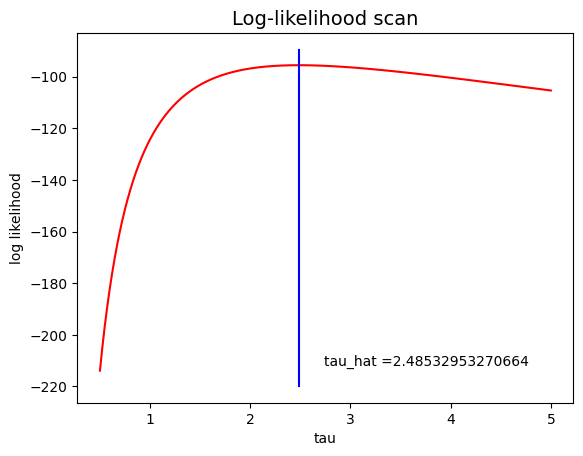 Log-likelihood scan
log likelihood
−100
−120
−140
−160
−180
−200
−220
tau_hat =2.48532953270664
1 2 3 4 5
tau